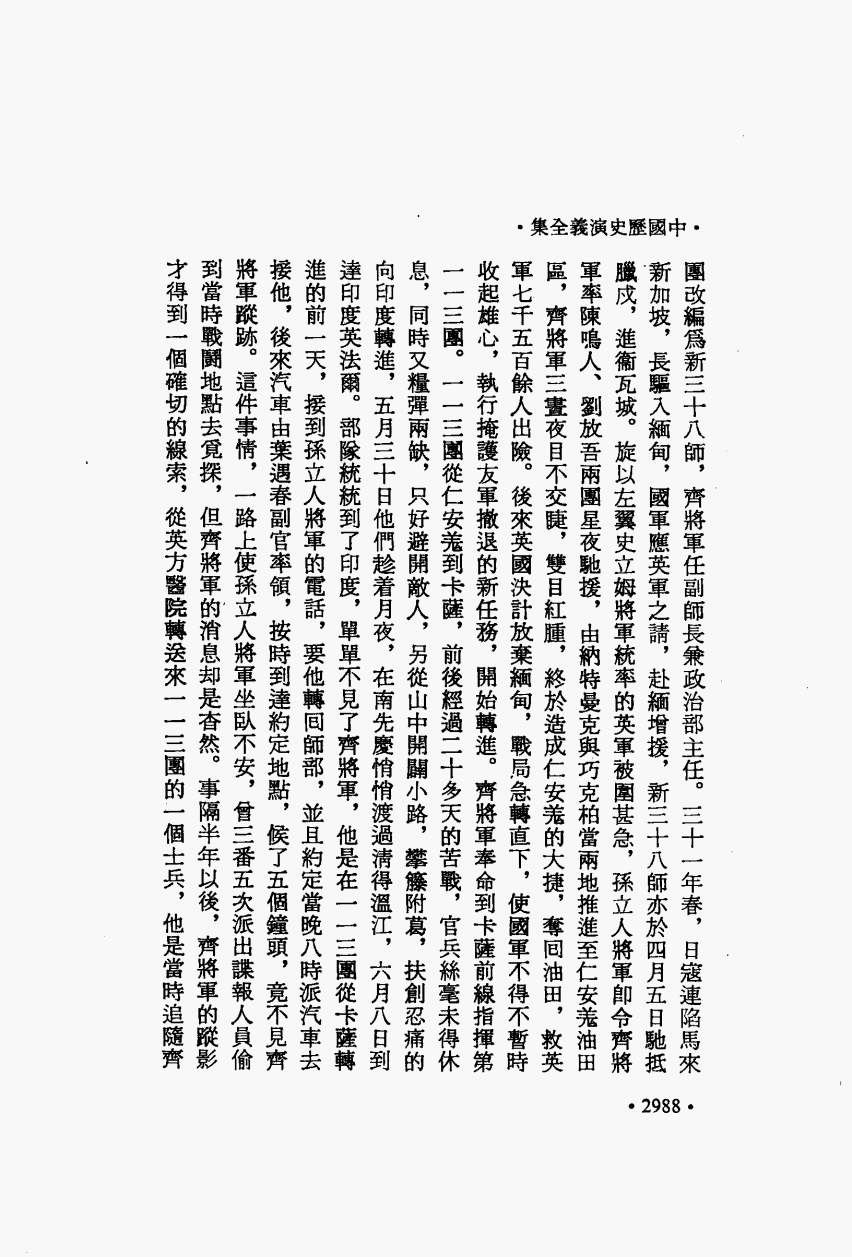 ・中國歷史演義全集・
團改編爲新三十八師，齊將軍任副師長兼政治部主任。三十一年春，日寇連陷馬來
新加坡，長驅入緬甸，國軍應英軍之請，赴緬增援，新三十八師亦於四月五日馳抵
臘戍，進衞瓦城。旋以左翼史立姆將軍統率的英軍被圍甚急，孫立人將軍卽令齊將
軍率陳鳴人、劉放吾兩團星夜馳援，由納特曼克與巧克柏當兩地推進至仁安羗油田
區，齊將軍三晝夜目不交睫，雙目紅腫，終於造成仁安羗的大捷，奪囘油田，救英
軍七千五百餘人出險。後來英國決計放棄緬甸，戰局急轉直下，使國軍不得不暫時
收起雄心，執行掩護友軍撤退的新任務，開始轉進。齊將軍奉命到卡薩前線指揮第
一一三團。一一三團從仁安羗到卡薩，前後經過二十多天的苦戰，官兵絲毫未得休
息，同時又糧彈兩缺，只好避開敵人，另從山中開闢小路，攀籐附葛，扶創忍痛的
向印度轉進，五月三十日他們趁着月夜，在南先慶悄悄渡過淸得溫江，六月八日到
達印度英法爾。部隊統統到了印度，單單不見了齊將軍，他是在一一三團從卡薩轉
進的前一天，接到孫立人將軍的電話，要他轉囘師部，並且約定當晚八時派汽車去
接他，後來汽車由葉遇春副官率領，按時到達約定地點，候了五個鐘頭，竟不見齊
將軍蹤跡。這件事情，一路上使孫立人將軍坐臥不安，曾三番五次派出諜報人員偷
到當時戰鬭地點去覓探，但齊將軍的消息却是杳然。事隔半年以後，齊將軍的蹤影
才得到一個確切的線索，從英方醫院轉送來一一三團的一個士兵，他是當時追隨齊
・2988・